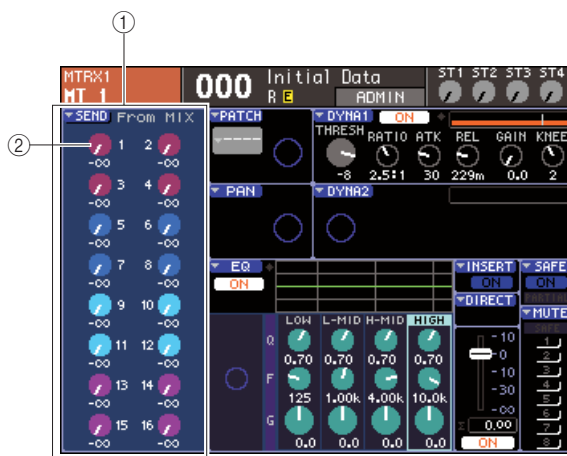 ①
②
MTRX1
MT 1
000
Initial Data
R E
ADMIN
ST1 ST2 ST3 ST4
SEND From MIX
1 2
-∞ -∞
3 4
-∞ -∞
5 6
-∞ -∞
7 8
-∞ -∞
9 10
-∞ -∞
11 12
-∞ -∞
13 14
-∞ -∞
15 16
-∞ -∞
PATCH
-----
PAN
DYNA1 ON
THRESH RATIO ATK REL GAIN KNEE
-8 2.5:1 30 229m 0.0 2
DYNA2
EQ
ON
LOW L-MID H-MID HIGH
Q
0.70 0.70 0.70 0.70
F
125 1.00k 4.00k 10.0k
G
0.0 0.0 0.0 0.0
INSERT
ON
DIRECT
-10
-0
-10
-30
-∞
Σ 0.00
ON
SAFE
ON
PARTIAL
MUTE
SAFE
1
2
3
4
5
6
7
8